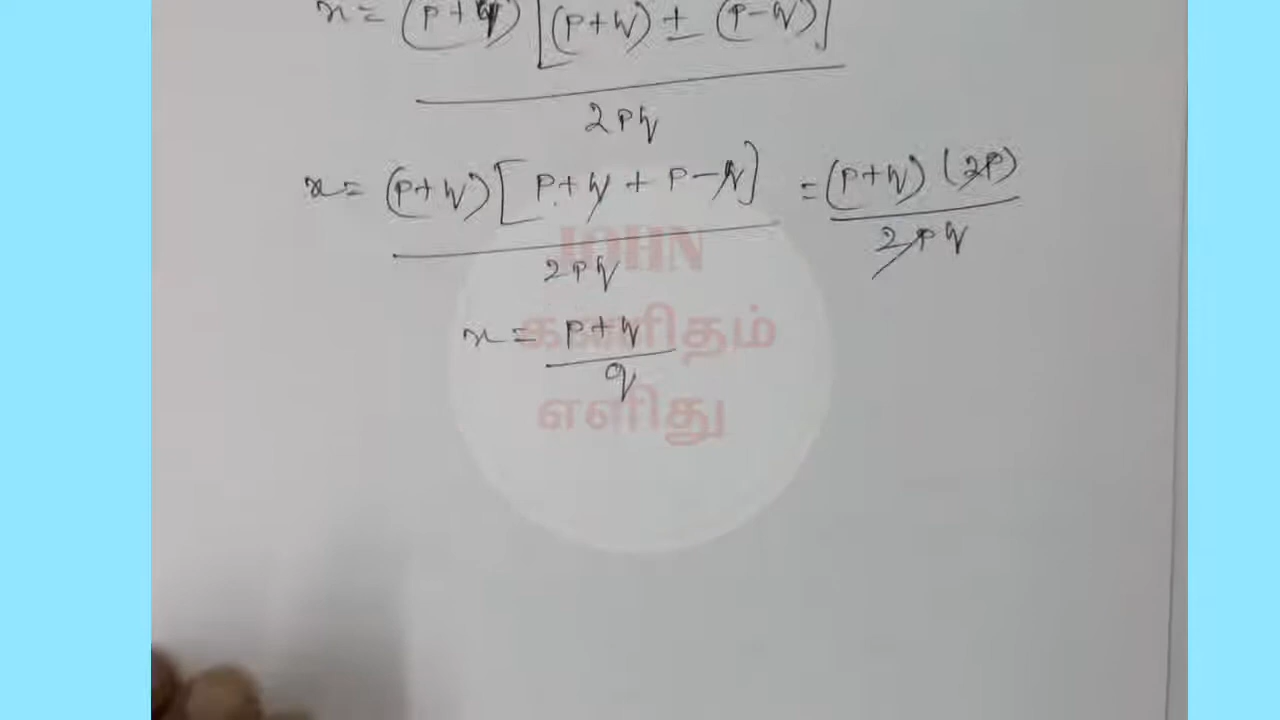 x = (p+q) [(p+q) ± (p-q)]
2pq
x = (p+q) [p+q + p-q] = (p+q) (2p)
2pq 2pq
x = p+q
q
JOHN
கணிதம்
எளிது